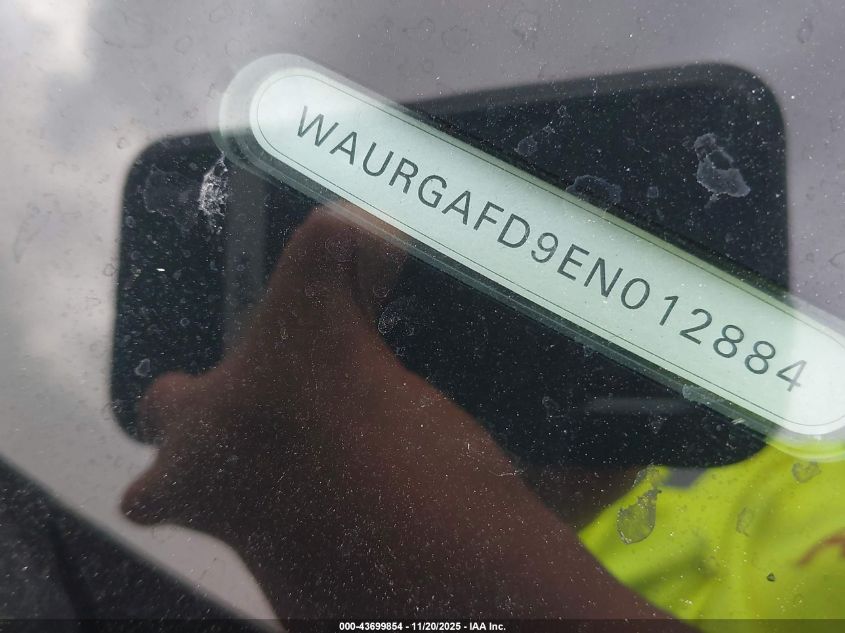 WAURGAFD9EN012884
000-43699854 - 11/20/2025 - IAA Inc.